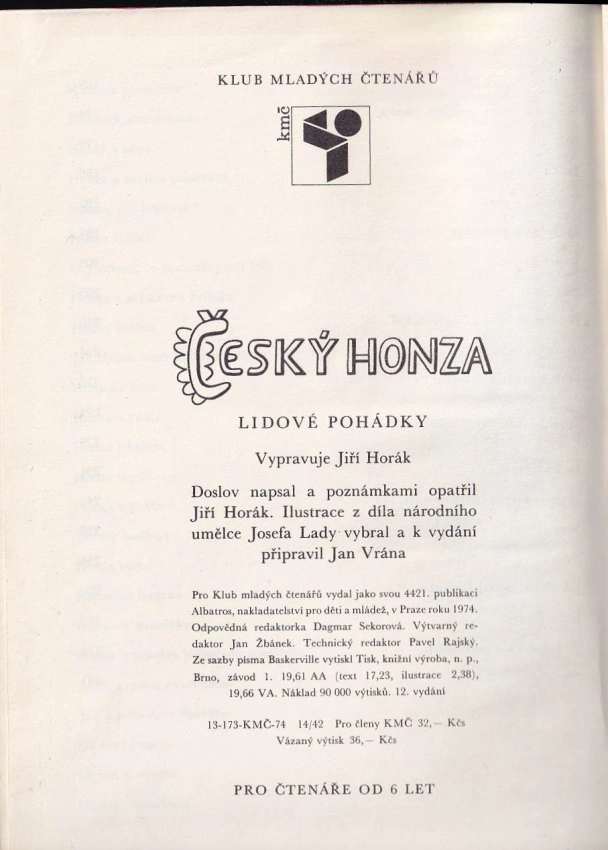 KLUB MLADÝCH ČTENÁŘŮ
kmč
ČESKÝ HONZA
LIDOVÉ POHÁDKY
Vypravuje Jiří Horák
Doslov napsal a poznámkami opatřil
Jiří Horák. Ilustrace z díla národního
umělce Josefa Lady vybral a k vydání
připravil Jan Vrána
Pro Klub mladých čtenářů vydal jako svou 4421. publikaci
Albatros, nakladatelství pro děti a mládež, v Praze roku 1974.
Odpovědná redaktorka Dagmar Sekorová. Výtvarný re-
daktor Jan Žbánek. Technický redaktor Pavel Rajský.
Ze sazby písma Baskerville vytiskl Tisk, knižní výroba, n. p.,
Brno, závod 1. 19,61 AA (text 17,23, ilustrace 2,38),
19,66 VA. Náklad 90 000 výtisků. 12. vydání
13-173-KMČ-74 14/42 Pro členy KMČ 32,— Kčs
Vázaný výtisk 36,— Kčs
PRO ČTENÁŘE OD 6 LET